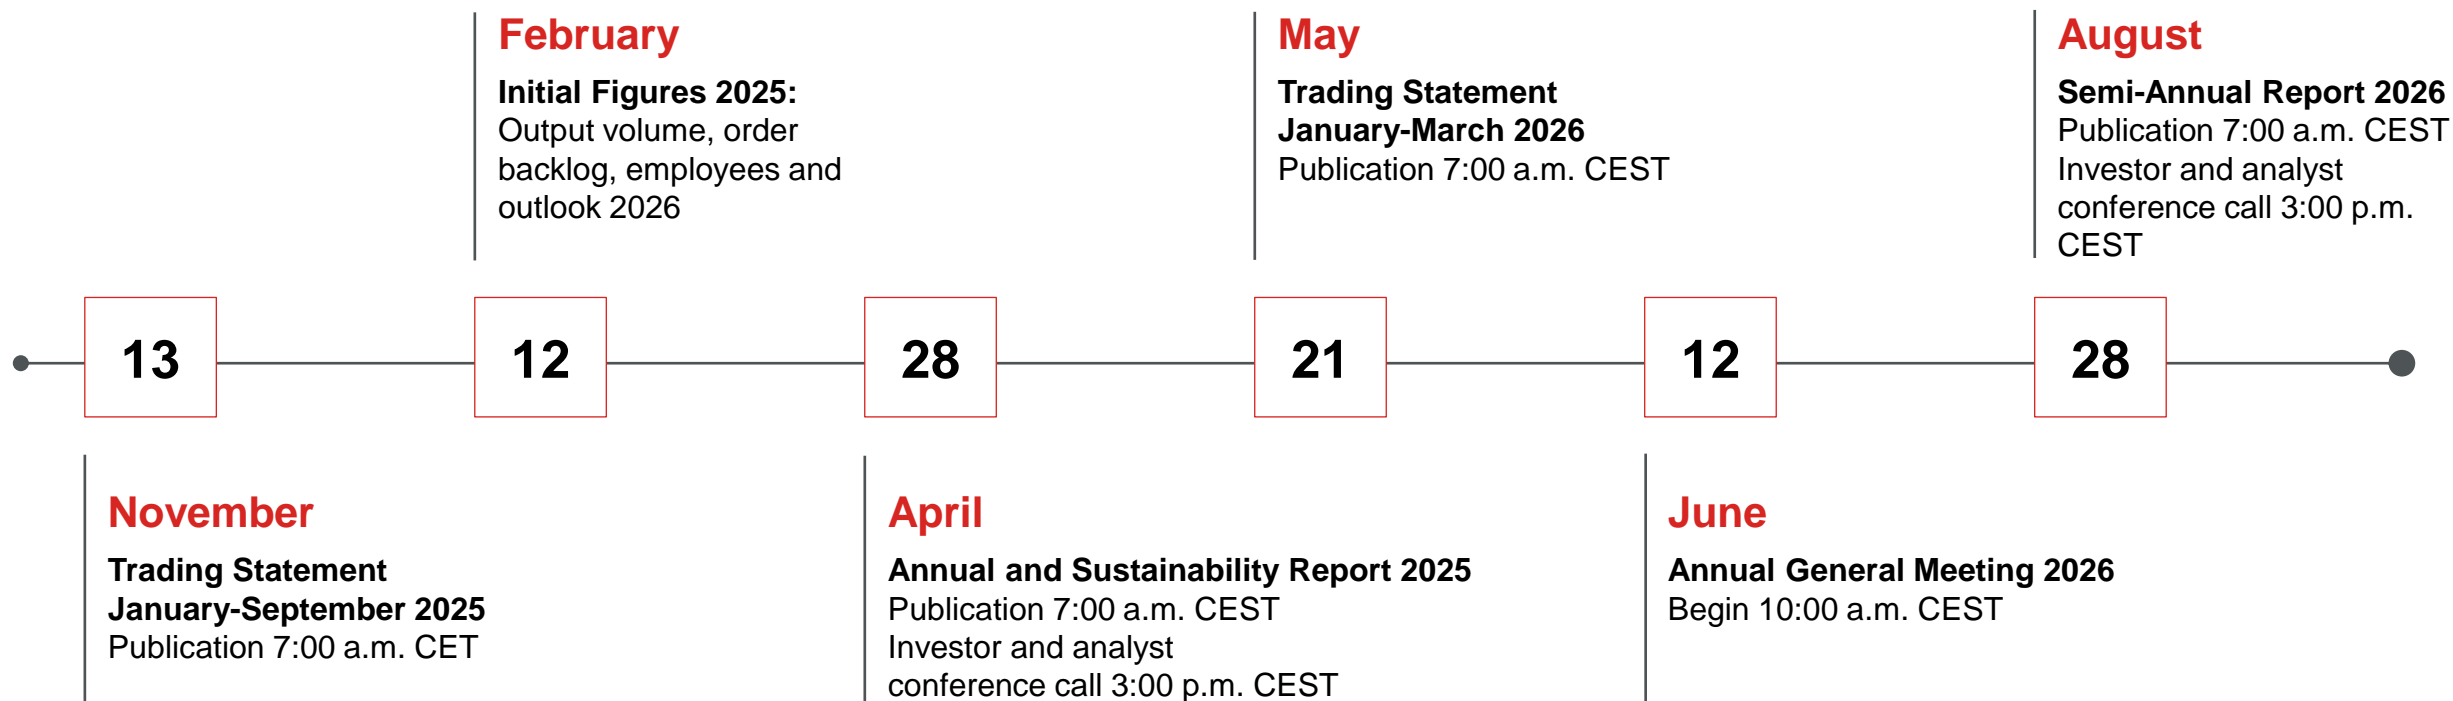 February
Initial Figures 2025:
Output volume, order
backlog, employees and
outlook 2026
May
Trading Statement
January-March 2026
Publication 7:00 a.m. CEST
August
Semi-Annual Report 2026
Publication 7:00 a.m. CEST
Investor and analyst
conference call 3:00 p.m.
CEST
13
12
28
21
12
28
November
Trading Statement
January-September 2025
Publication 7:00 a.m. CET
April
Annual and Sustainability Report 2025
Publication 7:00 a.m. CEST
Investor and analyst
conference call 3:00 p.m. CEST
June
Annual General Meeting 2026
Begin 10:00 a.m. CEST